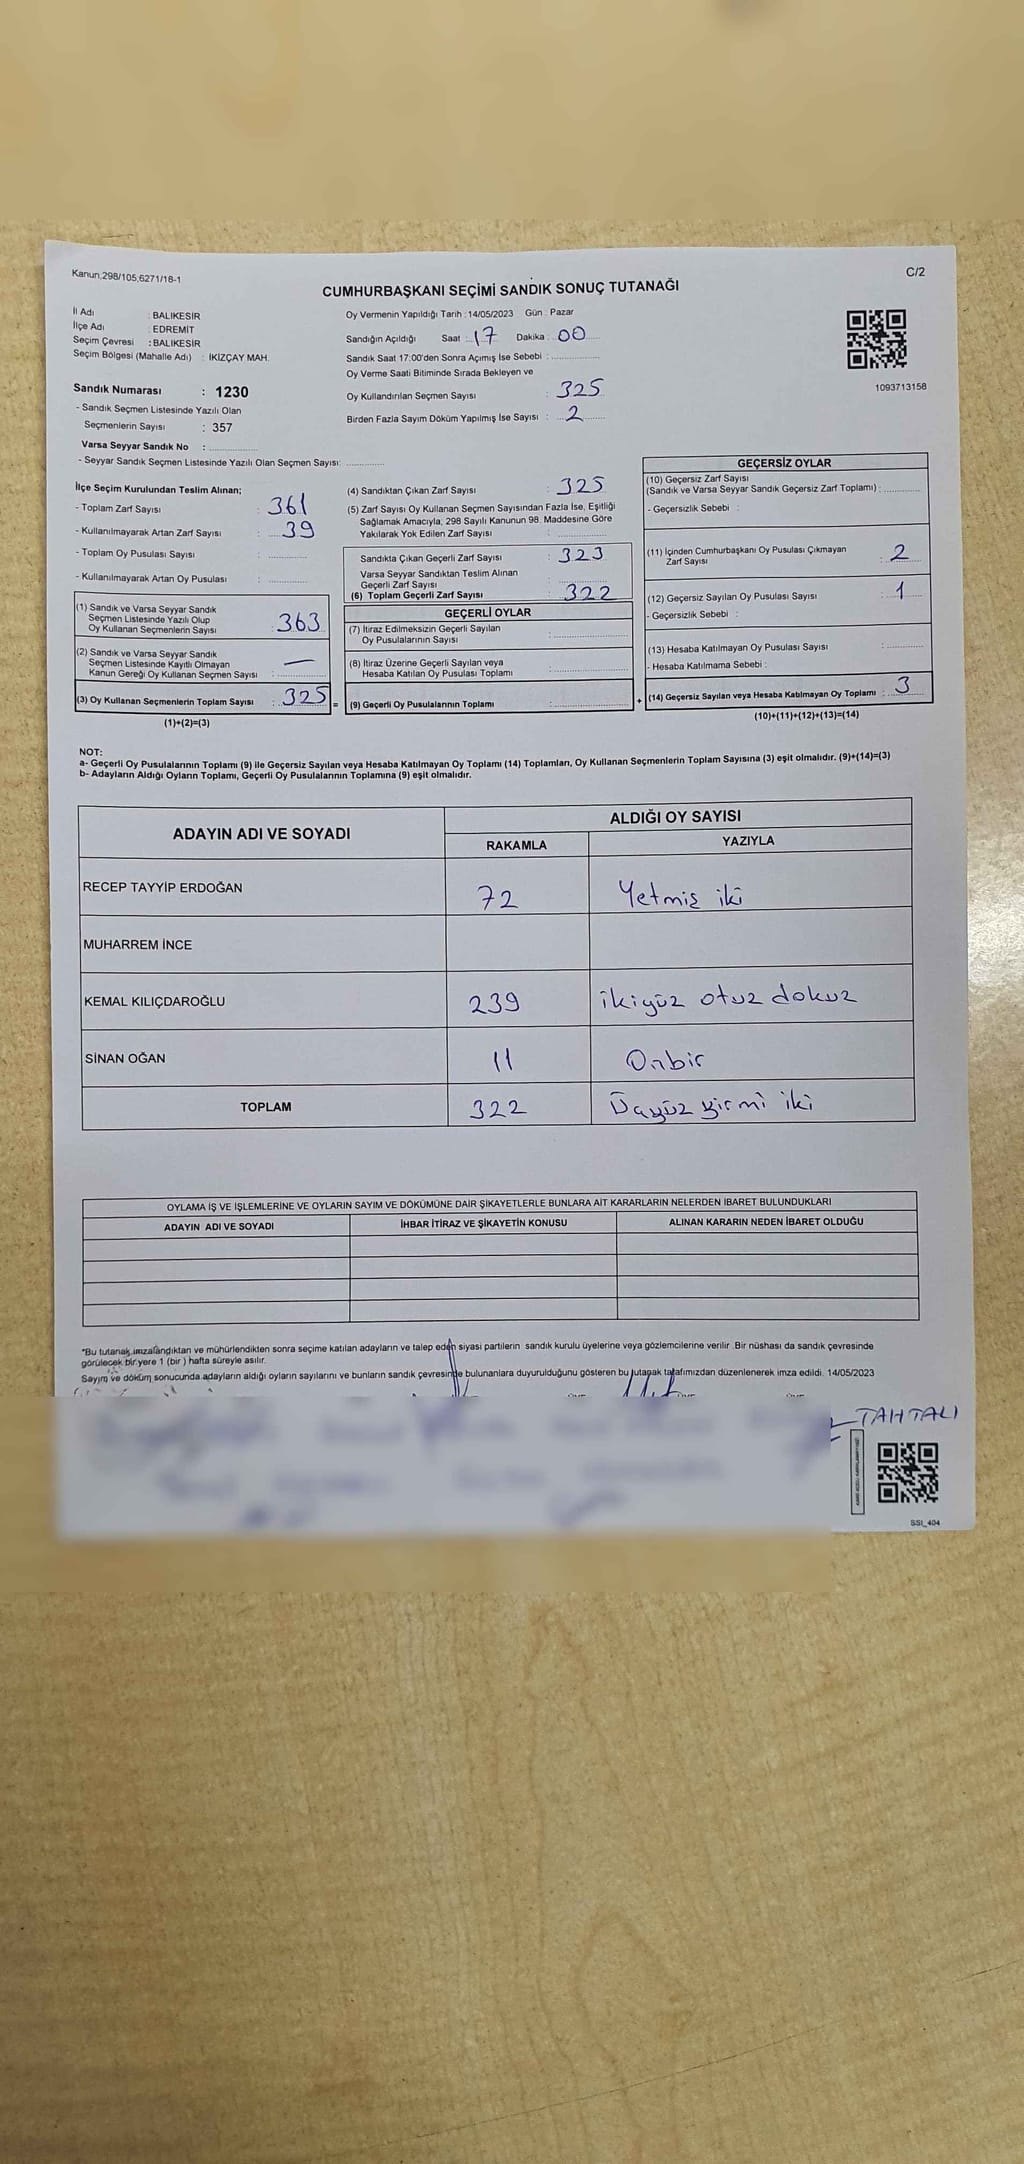 Kanun,298/105,6271/18-1
C/2
CUMHURBAŞKANI SEÇİMİ SANDIK SONUÇ TUTANAĞI
İl Adı : BALIKESİR
İlçe Adı : EDREMİT
Seçim Çevresi : BALIKESİR
Seçim Bölgesi (Mahalle Adı) : İKİZÇAY MAH.
Sandık Numarası : 1230
- Sandık Seçmen Listesinde Yazılı Olan
Seçmenlerin Sayısı : 357
Varsa Seyyar Sandık No :
- Seyyar Sandık Seçmen Listesinde Yazılı Olan Seçmen Sayısı:
Oy Vermenin Yapıldığı Tarih : 14/05/2023 Gün : Pazar
Sandığın Açıldığı Saat : 17 Dakika : 00
Sandık Saat 17:00'den Sonra Açımış İse Sebebi :
Oy Verme Saati Bitiminde Sırada Bekleyen ve
Oy Kullandırılan Seçmen Sayısı : 325
Birden Fazla Sayım Döküm Yapılmış İse Sayısı : 2
1093713158
İlçe Seçim Kurulundan Teslim Alınan;
- Toplam Zarf Sayısı : 361
- Kullanılmayarak Artan Zarf Sayısı : 39
- Toplam Oy Pusulası Sayısı :
- Kullanılmayarak Artan Oy Pusulası :
(1) Sandık ve Varsa Seyyar Sandık
Seçmen Listesinde Yazılı Olup
Oy Kullanan Seçmenlerin Sayısı : 363
(2) Sandık ve Varsa Seyyar Sandık
Seçmen Listesinde Kayıtlı Olmayan
Kanun Gereği Oy Kullanan Seçmen Sayısı : —
(3) Oy Kullanan Seçmenlerin Toplam Sayısı : 325 =
(1)+(2)=(3)
(4) Sandıktan Çıkan Zarf Sayısı : 325
(5) Zarf Sayısı Oy Kullanan Seçmen Sayısından Fazla İse, Eşitliği
Sağlamak Amacıyla, 298 Sayılı Kanunun 98. Maddesine Göre
Yakılarak Yok Edilen Zarf Sayısı :
Sandıkta Çıkan Geçerli Zarf Sayısı : 323
Varsa Seyyar Sandıktan Teslim Alınan
Geçerli Zarf Sayısı :
(6) Toplam Geçerli Zarf Sayısı : 322
GEÇERLİ OYLAR
(7) İtiraz Edilmeksizin Geçerli Sayılan
Oy Pusulalarının Sayısı :
(8) İtiraz Üzerine Geçerli Sayılan veya
Hesaba Katılan Oy Pusulası Toplamı :
(9) Geçerli Oy Pusulalarının Toplamı : +
GEÇERSİZ OYLAR
(10) Geçersiz Zarf Sayısı
(Sandık ve Varsa Seyyar Sandık Geçersiz Zarf Toplamı) :
- Geçersizlik Sebebi :
(11) İçinden Cumhurbaşkanı Oy Pusulası Çıkmayan
Zarf Sayısı : 2
(12) Geçersiz Sayılan Oy Pusulası Sayısı : 1
- Geçersizlik Sebebi :
(13) Hesaba Katılmayan Oy Pusulası Sayısı :
- Hesaba Katılmama Sebebi :
(14) Geçersiz Sayılan veya Hesaba Katılmayan Oy Toplamı : 3
(10)+(11)+(12)+(13)=(14)
NOT:
a- Geçerli Oy Pusulalarının Toplamı (9) ile Geçersiz Sayılan veya Hesaba Katılmayan Oy Toplamı (14) Toplamları, Oy Kullanan Seçmenlerin Toplam Sayısına (3) eşit olmalıdır. (9)+(14)=(3)
b- Adayların Aldığı Oyların Toplamı, Geçerli Oy Pusulalarının Toplamına (9) eşit olmalıdır.
ADAYIN ADI VE SOYADI
ALDIĞI OY SAYISI
RAKAMLA YAZIYLA
RECEP TAYYİP ERDOĞAN 72 Yetmiş iki
MUHARREM İNCE
KEMAL KILIÇDAROĞLU 239 ikiyüz otuz dokuz
SİNAN OĞAN 11 Onbir
TOPLAM 322 Üçyüz yirmi iki
OYLAMA İŞ VE İŞLEMLERİNE VE OYLARIN SAYIM VE DÖKÜMÜNE DAİR ŞİKAYETLERLE BUNLARA AİT KARARLARIN NELERDEN İBARET BULUNDUKLARI
ADAYIN ADI VE SOYADI İHBAR İTİRAZ VE ŞİKAYETİN KONUSU ALINAN KARARIN NEDEN İBARET OLDUĞU
*Bu tutanak imzalandıktan ve mühürlendikten sonra seçime katılan adayların ve talep eden siyasi partilerin sandık kurulu üyelerine veya gözlemcilerine verilir .Bir nüshası da sandık çevresinde
görülecek bir yere 1 (bir ) hafta süreyle asılır.
Sayım ve döküm sonucunda adayların aldığı oyların sayılarını ve bunların sandık çevresinde bulunanlara duyurulduğunu gösteren bu tutanak tarafımızdan düzenlenerek imza edildi. 14/05/2023
TAHTALI
SSI_404